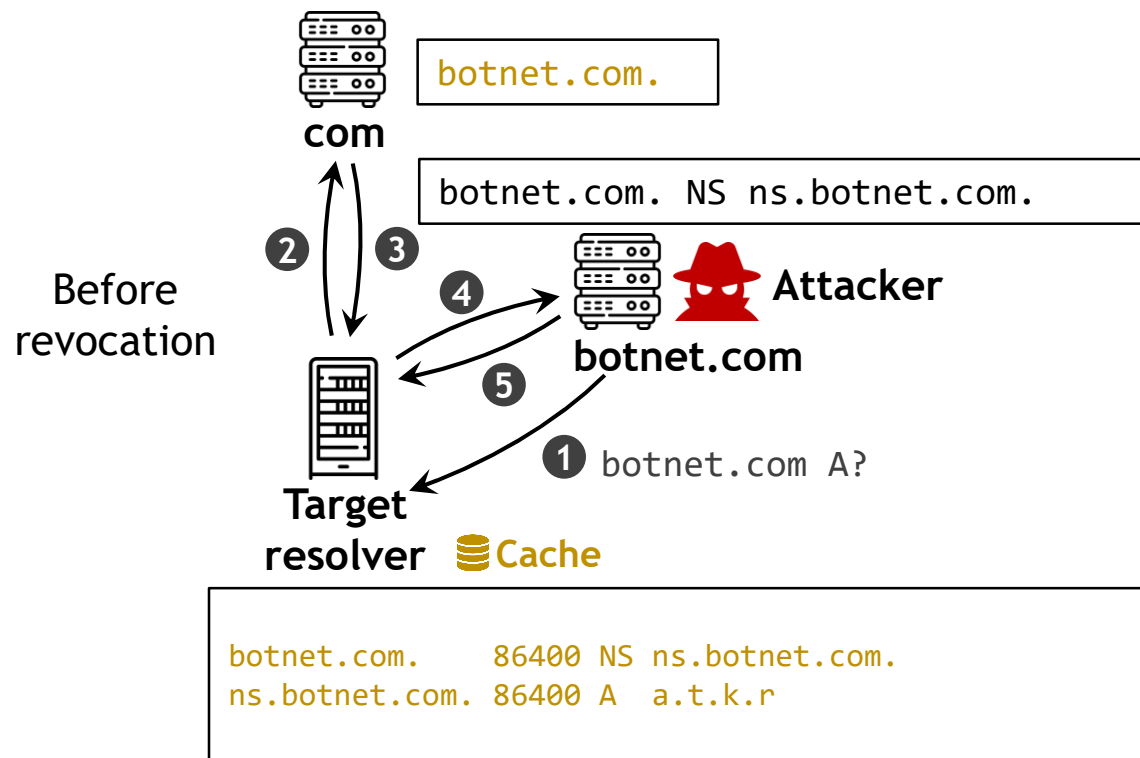 botnet.com.
com
botnet.com. NS ns.botnet.com.
2
3
Before
revocation
4
Attacker
botnet.com
5
1 botnet.com A?
Target
resolver
Cache
botnet.com.    86400 NS ns.botnet.com.
ns.botnet.com. 86400 A  a.t.k.r